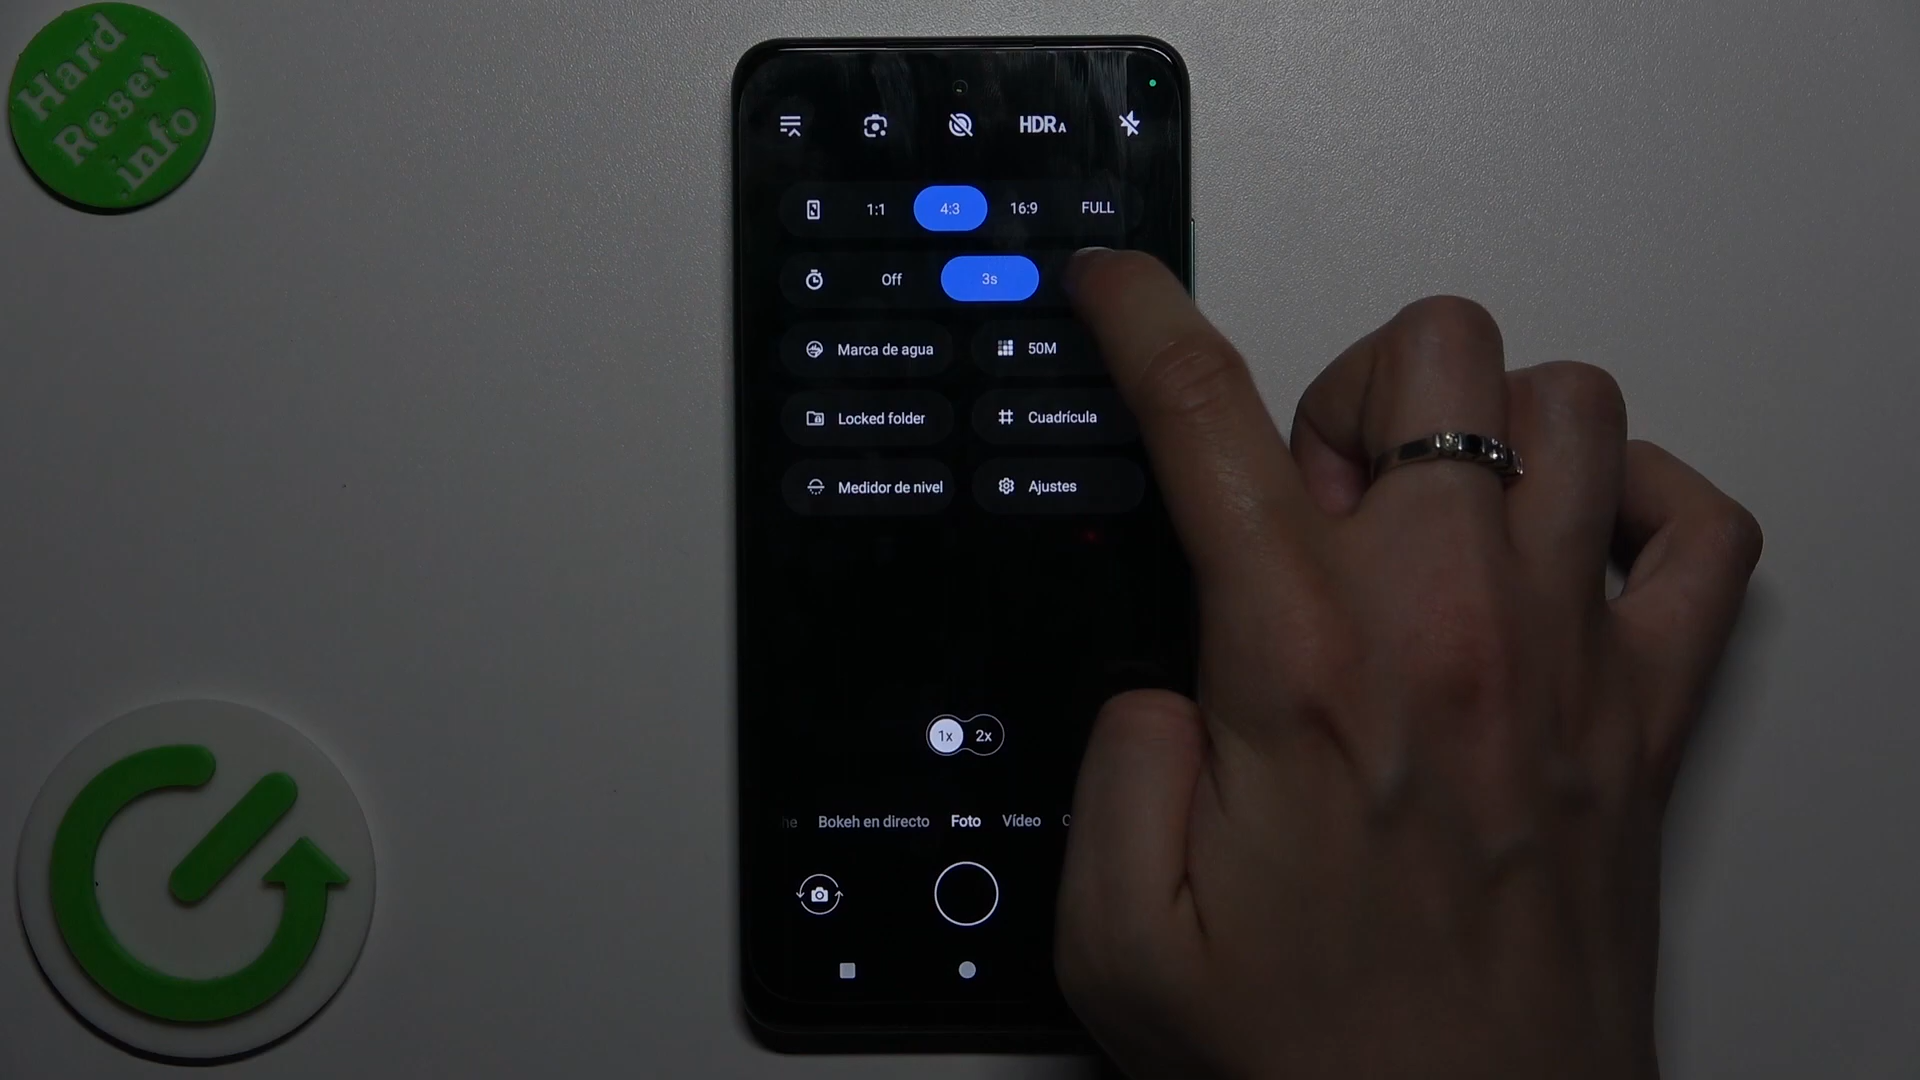 Hard
Reset
.info
HDRA
1:1 4:3 16:9 FULL
Off 3s
Marca de agua 50M
Locked folder Cuadrícula
Medidor de nivel Ajustes
1x 2x
he Bokeh en directo Foto Vídeo